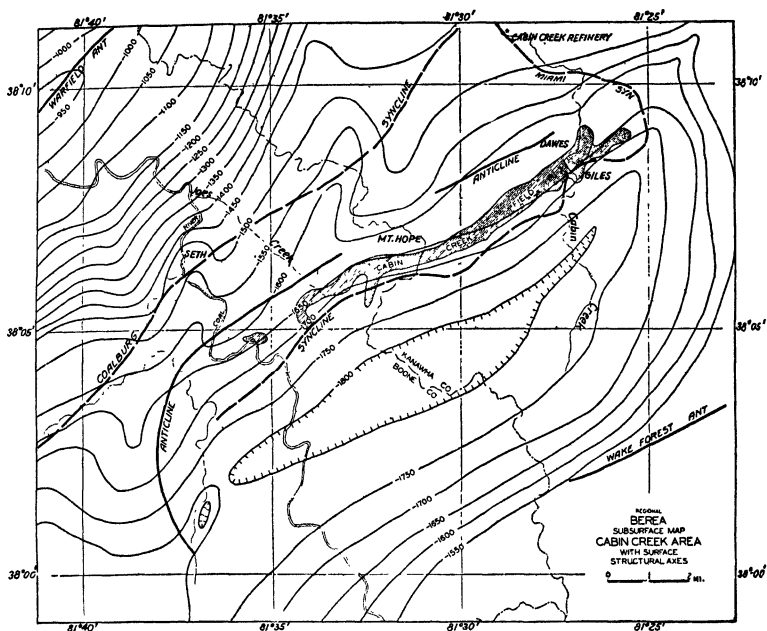 81°40'
81°35'
81°30'
81°25'
38°10'
38°10'
-1000
WARFIELD ANT
-1000
-1050
-950
-1100
-1150
-1200
-1250
-1300
-1350
-1400
-1450
-1500
-1550
-1600
SYNCLINE
CABIN CREEK REFINERY
MIAMI
SYN
DAWES
GILES
ANTICLINE
FIELD
CREEK
CABIN
MT. HOPE
Creek
Cabin
Creek
RIVER
SETH
COAL
38°05'
38°05'
COALBURG
SYNCLINE
-1750
-1800
KANAWHA CO
BOONE CO
ANTICLINE
WAKE FOREST ANT
-1750
-1700
-1650
-1600
-1550
REGIONAL
BEREA
SUBSURFACE MAP
CABIN CREEK AREA
WITH SURFACE
STRUCTURAL AXES
0 2 MI.
38°00'
38°00'
81°40'
81°35'
81°30'
81°25'